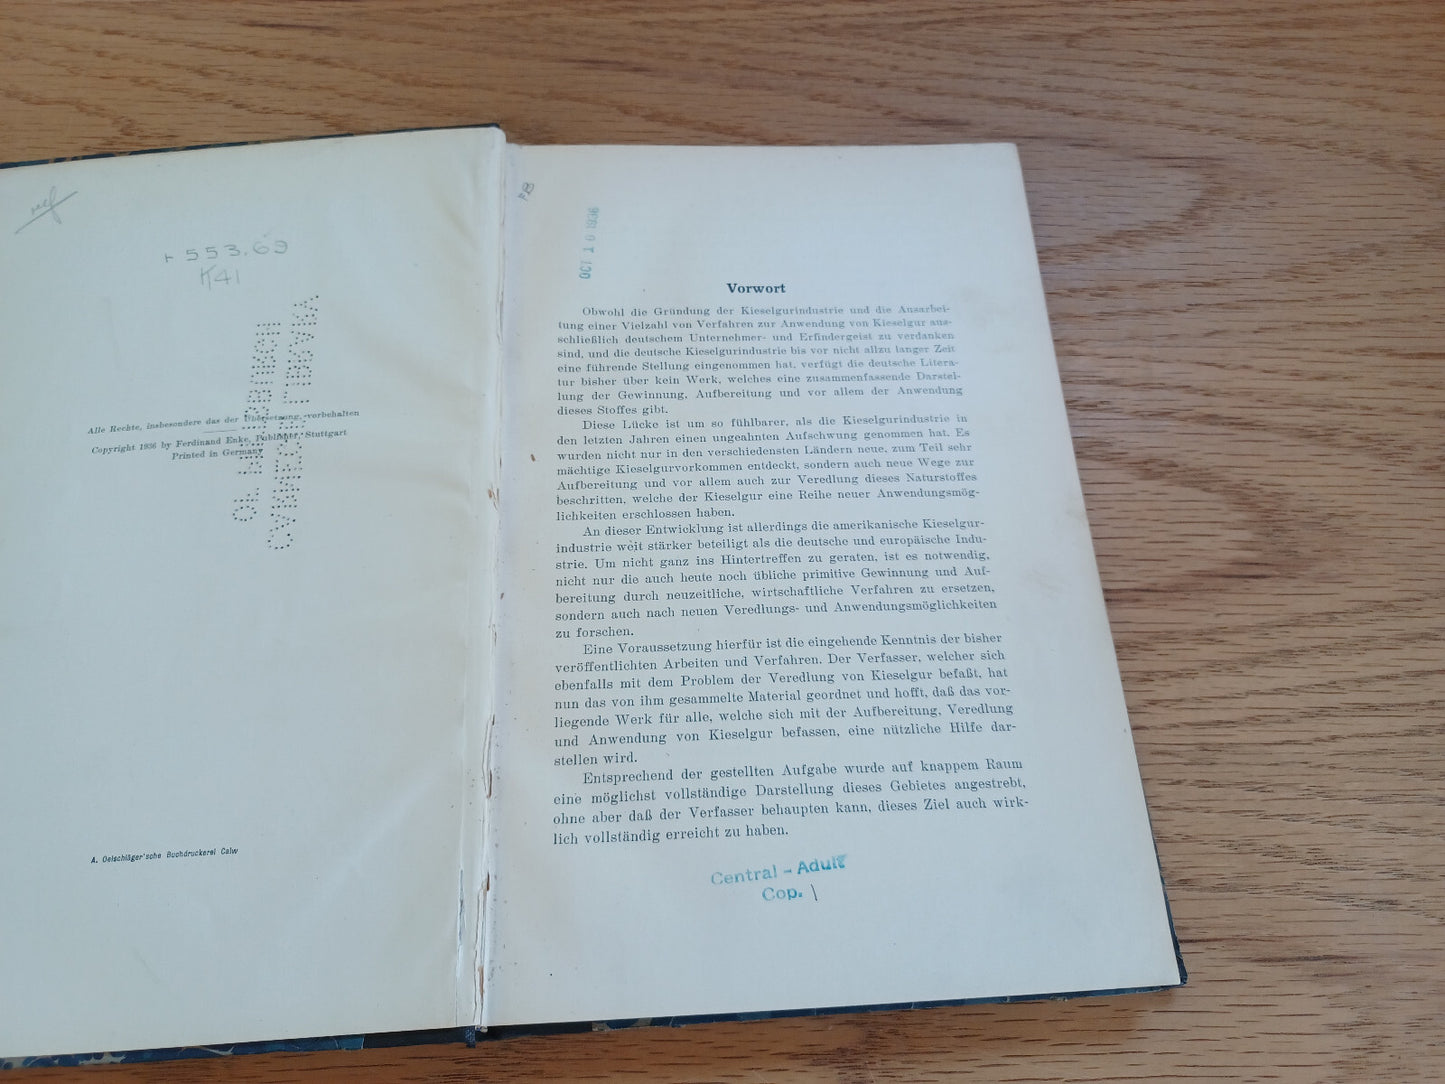 ref
r 553.69
K41
Alle Rechte, insbesondere das der Übersetzung, vorbehalten
Copyright 1936 by Ferdinand Enke, Publisher, Stuttgart
Printed in Germany
A. Oelschläger'sche Buchdruckerei Calw
OCT 16 1936
Vorwort
Obwohl die Gründung der Kieselgurindustrie und die Ausarbei-
tung einer Vielzahl von Verfahren zur Anwendung von Kieselgur aus-
schließlich deutschem Unternehmer- und Erfindergeist zu verdanken
sind, und die deutsche Kieselgurindustrie bis vor nicht allzu langer Zeit
eine führende Stellung eingenommen hat, verfügt die deutsche Litera-
tur bisher über kein Werk, welches eine zusammenfassende Darstel-
lung der Gewinnung, Aufbereitung und vor allem der Anwendung
dieses Stoffes gibt.
Diese Lücke ist um so fühlbarer, als die Kieselgurindustrie in
den letzten Jahren einen ungeahnten Aufschwung genommen hat. Es
wurden nicht nur in den verschiedensten Ländern neue, zum Teil sehr
mächtige Kieselgurvorkommen entdeckt, sondern auch neue Wege zur
Aufbereitung und vor allem auch zur Veredlung dieses Naturstoffes
beschritten, welche der Kieselgur eine Reihe neuer Anwendungsmög-
lichkeiten erschlossen haben.
An dieser Entwicklung ist allerdings die amerikanische Kieselgur-
industrie weit stärker beteiligt als die deutsche und europäische Indu-
strie. Um nicht ganz ins Hintertreffen zu geraten, ist es notwendig,
nicht nur die auch heute noch übliche primitive Gewinnung und Auf-
bereitung durch neuzeitliche, wirtschaftliche Verfahren zu ersetzen,
sondern auch nach neuen Veredlungs- und Anwendungsmöglichkeiten
zu forschen.
Eine Voraussetzung hierfür ist die eingehende Kenntnis der bisher
veröffentlichten Arbeiten und Verfahren. Der Verfasser, welcher sich
ebenfalls mit dem Problem der Veredlung von Kieselgur befaßt, hat
nun das von ihm gesammelte Material geordnet und hofft, daß das vor-
liegende Werk für alle, welche sich mit der Aufbereitung, Veredlung
und Anwendung von Kieselgur befassen, eine nützliche Hilfe dar-
stellen wird.
Entsprechend der gestellten Aufgabe wurde auf knappem Raum
eine möglichst vollständige Darstellung dieses Gebietes angestrebt,
ohne aber daß der Verfasser behaupten kann, dieses Ziel auch wirk-
lich vollständig erreicht zu haben.
Central - Adult
Cop. 1